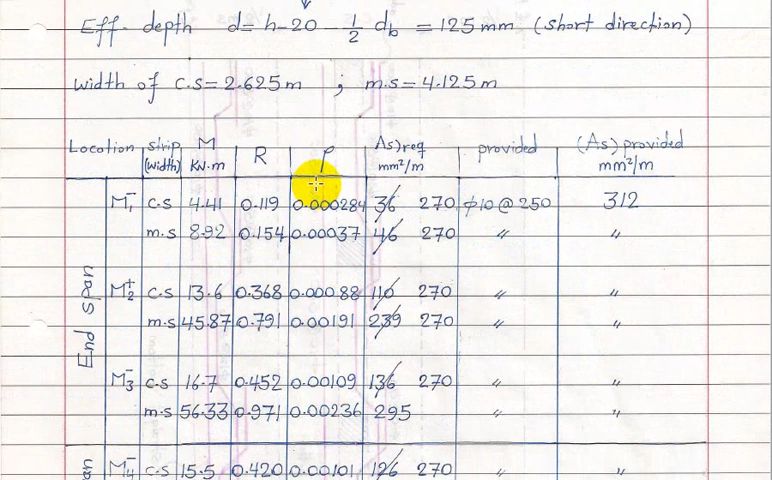 Eff. depth d = h-20 - 1/2 db = 125 mm (short direction)
width of c.s = 2.625 m ; m.s = 4.125 m
Location strip (width) M KN.m R ρ As)req mm²/m provided (As) provided mm²/m
End span
M₁⁻ c.s 4.41 0.119 0.000284 36 270 ϕ10 @ 250 312
m.s 8.92 0.154 0.00037 46 270 〃 〃
M₂⁺ c.s 13.6 0.368 0.00088 110 270 〃 〃
m.s 45.87 0.791 0.00191 239 270 〃 〃
M₃⁻ c.s 16.7 0.452 0.00109 136 270 〃 〃
m.s 56.33 0.971 0.00236 295 〃 〃
an M₄⁻ c.s 15.5 0.420 0.00101 126 270 〃 〃